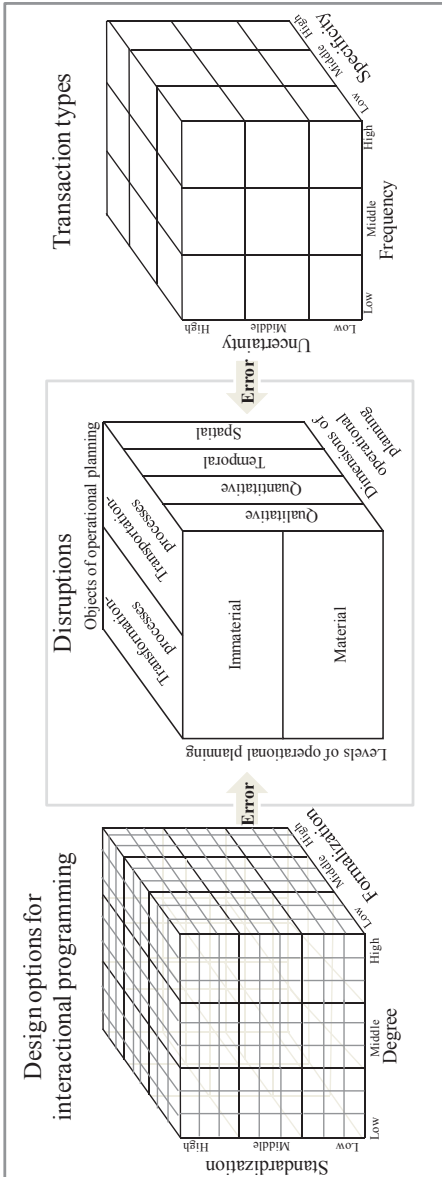 Design options for
interactional programming
Standardization
High
Middle
Low
Low
Middle
High
Degree
Low
Middle
High
Formalization
Error
Disruptions
Objects of operational planning
Transformation-
processes
Transportation-
processes
Levels of operational planning
Immaterial
Material
Qualitative
Quantitative
Temporal
Spatial
Dimensions of
operational
planning
Error
Transaction types
Uncertainty
High
Middle
Low
Low
Middle
High
Frequency
Low
Middle
High
Specificity